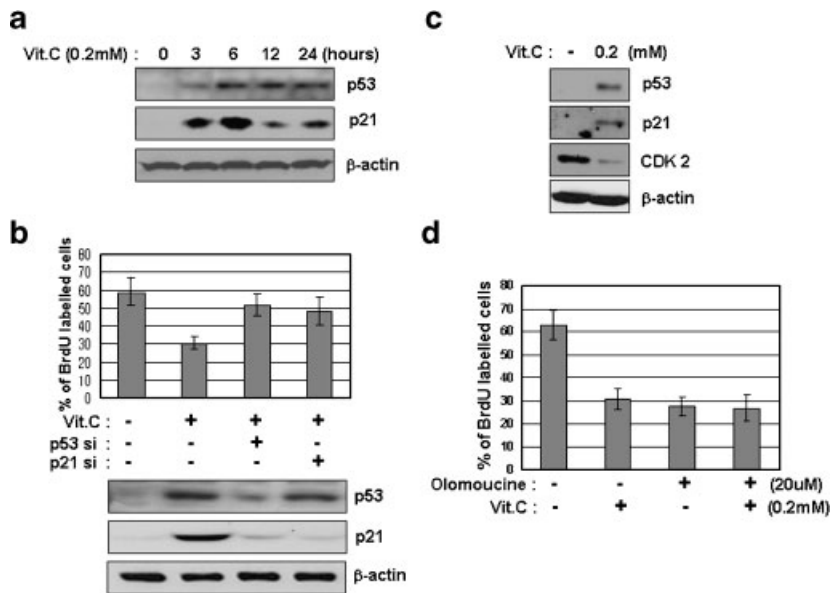 a
Vit.C (0.2mM) : 0 3 6 12 24 (hours)
p53
p21
β-actin
b
% of BrdU labelled cells
80
70
60
50
40
30
20
10
0
Vit.C : - + + +
p53 si : - - + -
p21 si : - - - +
p53
p21
β-actin
c
Vit.C : - 0.2 (mM)
p53
p21
CDK 2
β-actin
d
% of BrdU labelled cells
80
70
60
50
40
30
20
10
0
Olomoucine : - - + + (20uM)
Vit.C : - + - + (0.2mM)